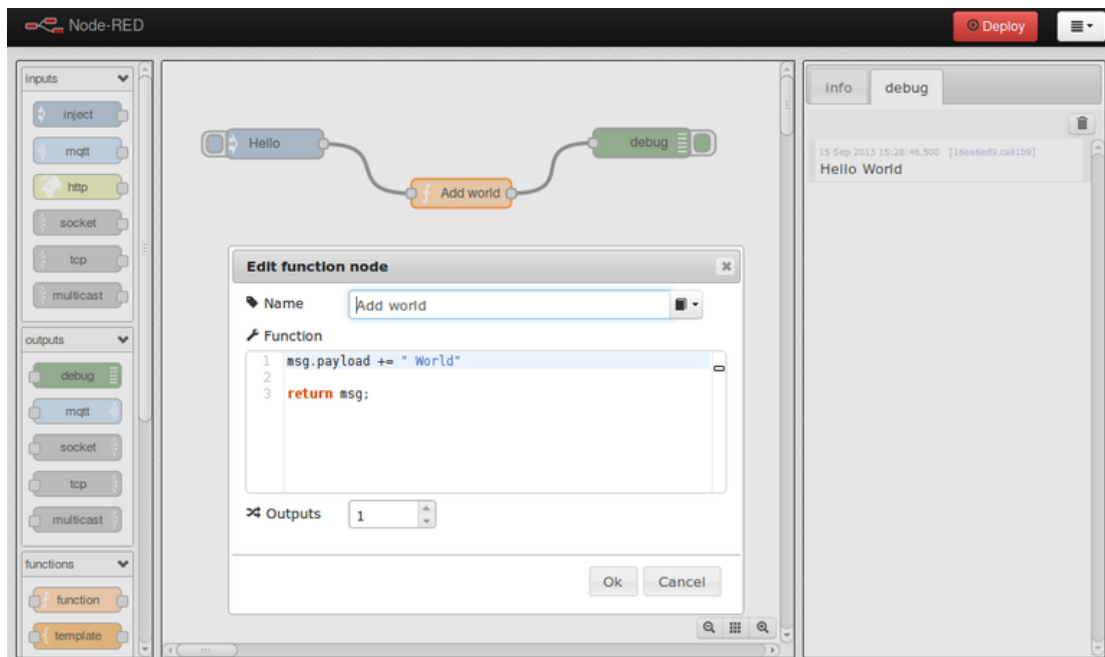 Node-RED
Deploy
inputs
inject
mqtt
http
socket
tcp
multicast
outputs
debug
mqtt
socket
tcp
multicast
functions
function
template
Hello
Add world
debug
Edit function node
Name
Add world
Function
1 msg.payload += " World"
2
3 return msg;
Outputs
1
Ok
Cancel
info
debug
15 Sep 2013 15:28:46.500 [16ea6ed9.ca81b9]
Hello World